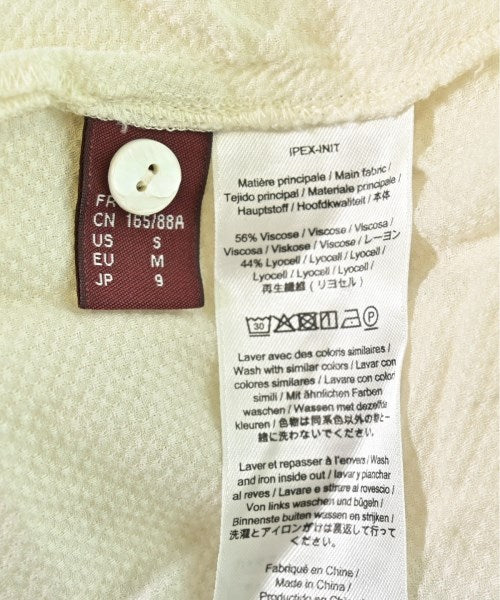 FR
CN 165/88A
US S
EU M
JP 9
IPEX-INIT
Matière principale / Main fabric /
Tejido principal / Materiale principale /
Hauptstoff / Hoofdkwaliteit / 本体
56% Viscose / Viscose / Viscosa /
Viscosa / Viskose / Viscose / レーヨン
44% Lyocell / Lyocell / Lyocell /
Lyocell / Lyocell / Lyocell /
再生繊維 (リヨセル)
30
P
Laver avec des coloris similaires /
Wash with similar colors / Lavar con
colores similares / Lavare con color
simili / Mit ähnlichen Farben
waschen / Wassen met dezelfde
kleuren / 色物は同系色以外の物と一
緒に洗わないでください。
Laver et repasser à l'envers / Wash
and iron inside out / lavar y planchar
al reves / Lavare e stirare al rovescio /
Von links waschen und bügeln /
Binnenste buiten wassen en strijken /
洗濯とアイロンがけは裏返して行って
ください。
Fabriqué en Chine /
Made in China /
Producido en China